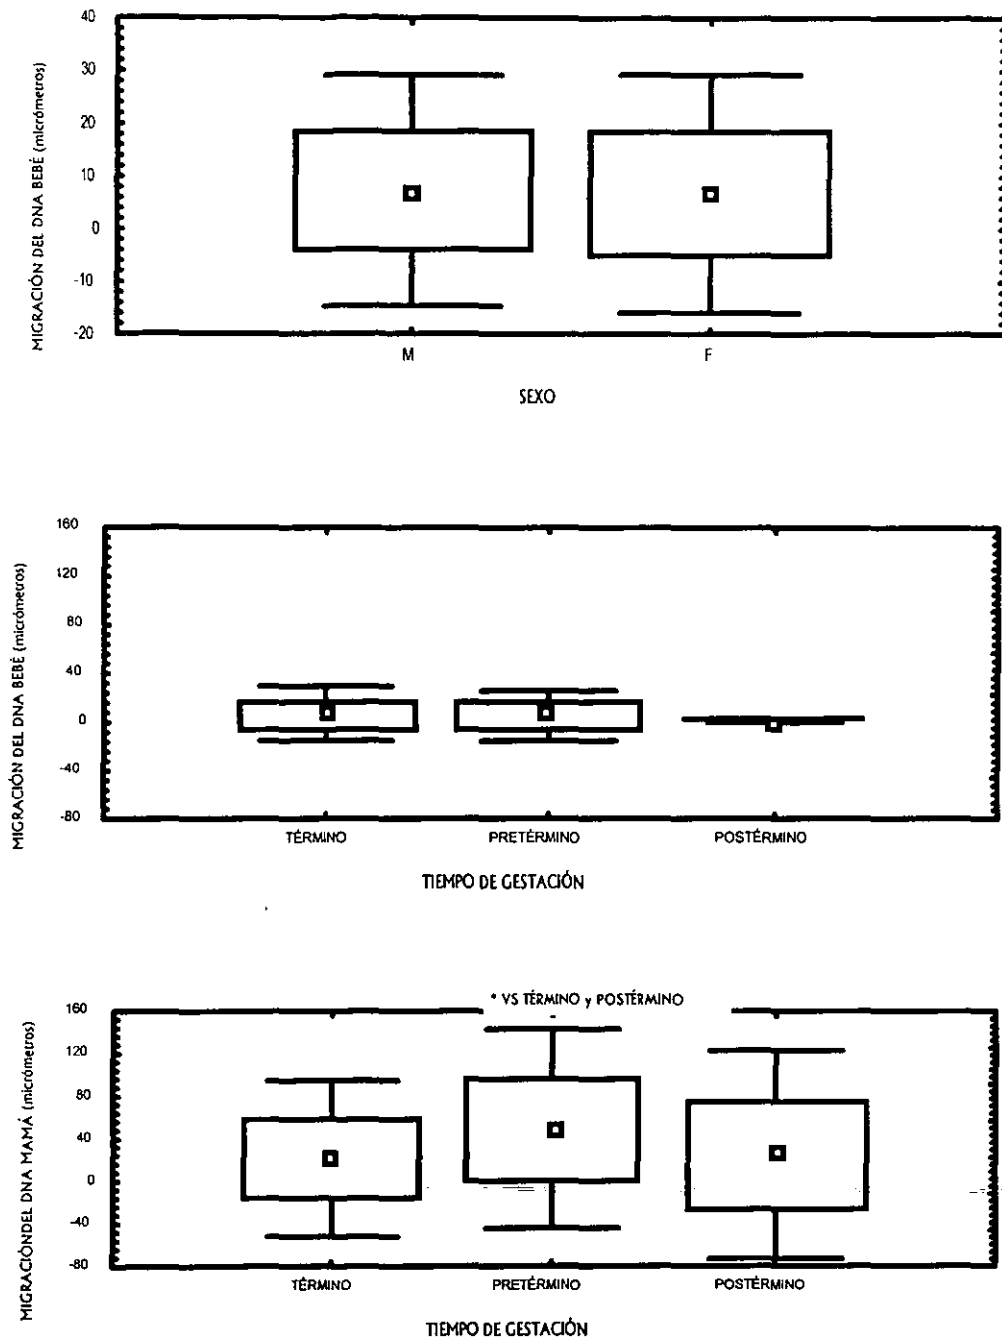 MIGRACIÓN DEL DNA BEBÉ (micrómetros)
40
30
20
10
0
-10
-20
M F
SEXO
MIGRACIÓN DEL DNA BEBÉ (micrómetros)
160
120
80
40
0
-40
-80
TÉRMINO PRETÉRMINO POSTÉRMINO
TIEMPO DE GESTACIÓN
MIGRACIÓNDEL DNA MAMÁ (micrómetros)
* VS TÉRMINO y POSTÉRMINO
160
120
80
40
0
-40
-80
TÉRMINO PRETÉRMINO POSTÉRMINO
TIEMPO DE GESTACIÓN